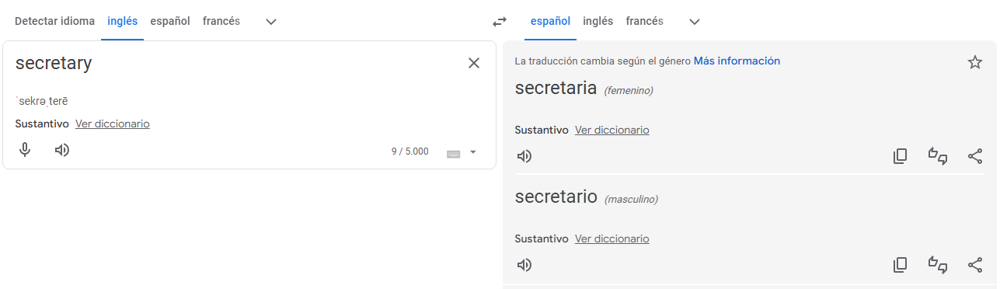 Detectar idioma inglés español francés
secretary
ˈsekrəˌterē
Sustantivo Ver diccionario
9 / 5.000
español inglés francés
La traducción cambia según el género Más información
secretaria (femenino)
Sustantivo Ver diccionario
secretario (masculino)
Sustantivo Ver diccionario